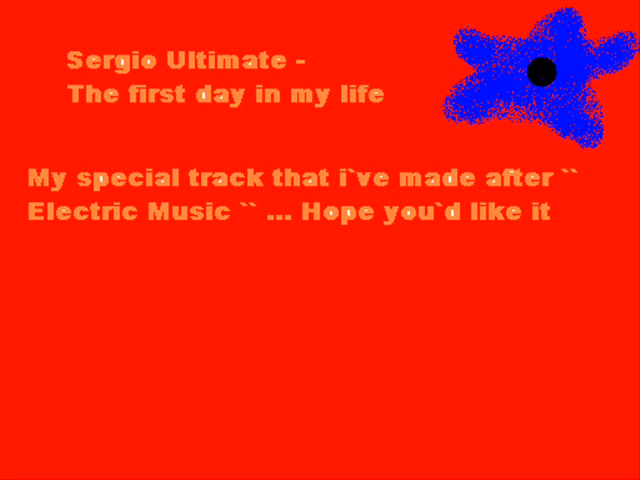 Sergio Ultimate -
The first day in my life
My special track that i`ve made after ``
Electric Music `` ... Hope you`d like it